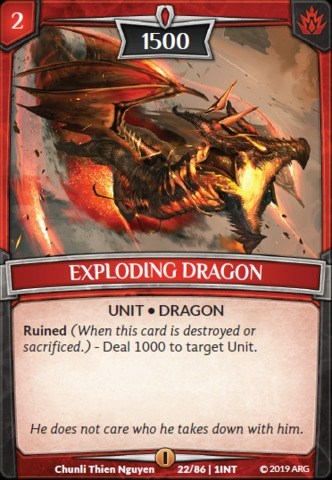 2
1500
EXPLODING DRAGON
UNIT • DRAGON
Ruined (When this card is destroyed or
sacrificed.) - Deal 1000 to target Unit.
He does not care who he takes down with him.
I
Chunli Thien Nguyen 22/86 | 1INT © 2019 ARG